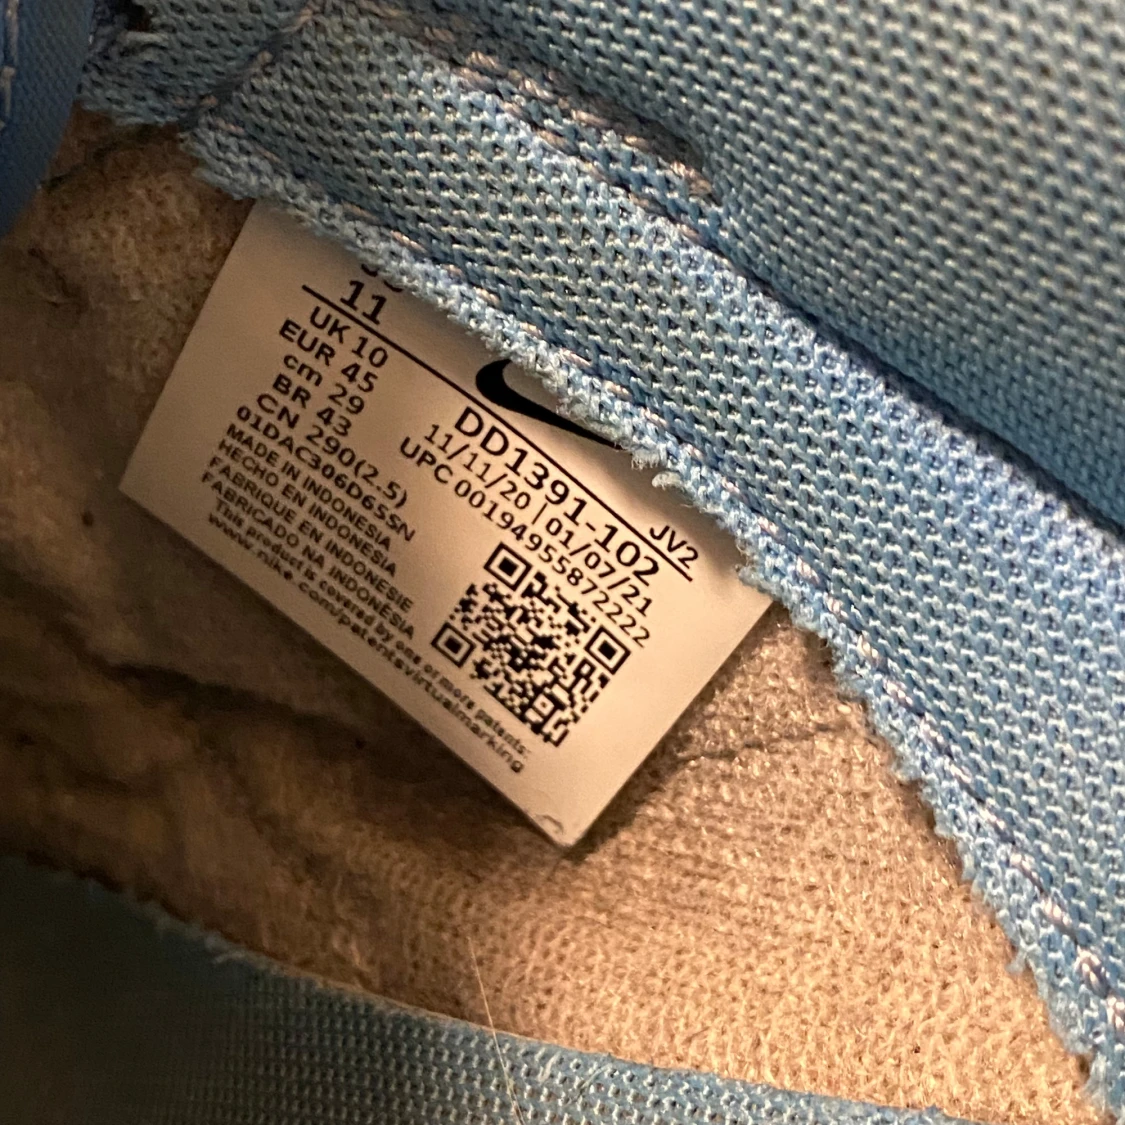 11
UK 10
EUR 45
cm 29
BR 43
CN 290(2.5)
01DAC306D65SN
MADE IN INDONESIA
HECHO EN INDONESIA
FABRIQUE EN INDONESIE
FABRICADO NA INDONÉSIA
This product is covered by one or more patents.
www.nike.com/patentsvirtualmarking
JV2
DD1391-102
11/11/20 | 01/07/21
UPC 00194955872222